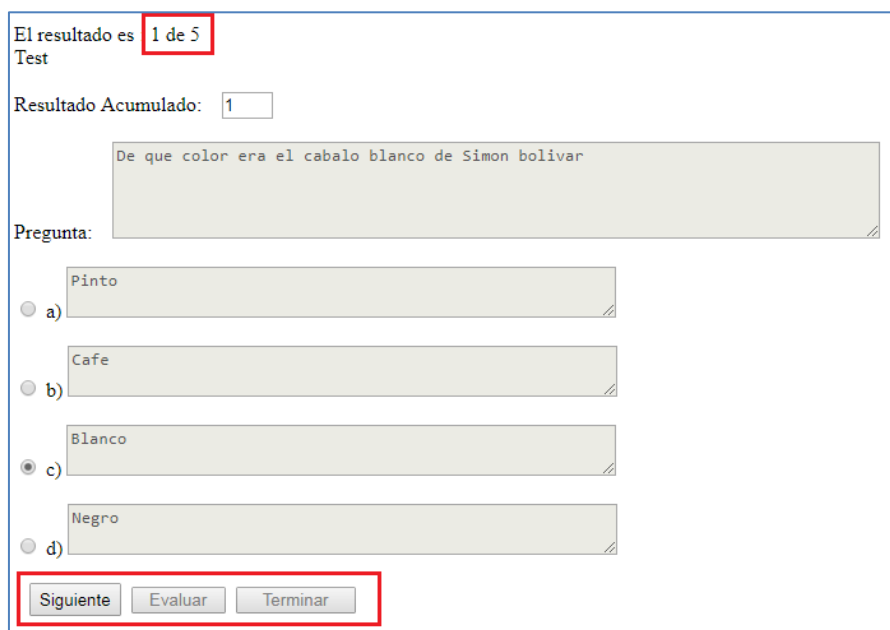 El resultado es 1 de 5
Test
Resultado Acumulado: 1
De que color era el cabalo blanco de Simon bolivar
Pregunta:
Pinto
a)
Cafe
b)
Blanco
c)
Negro
d)
Siguiente Evaluar Terminar